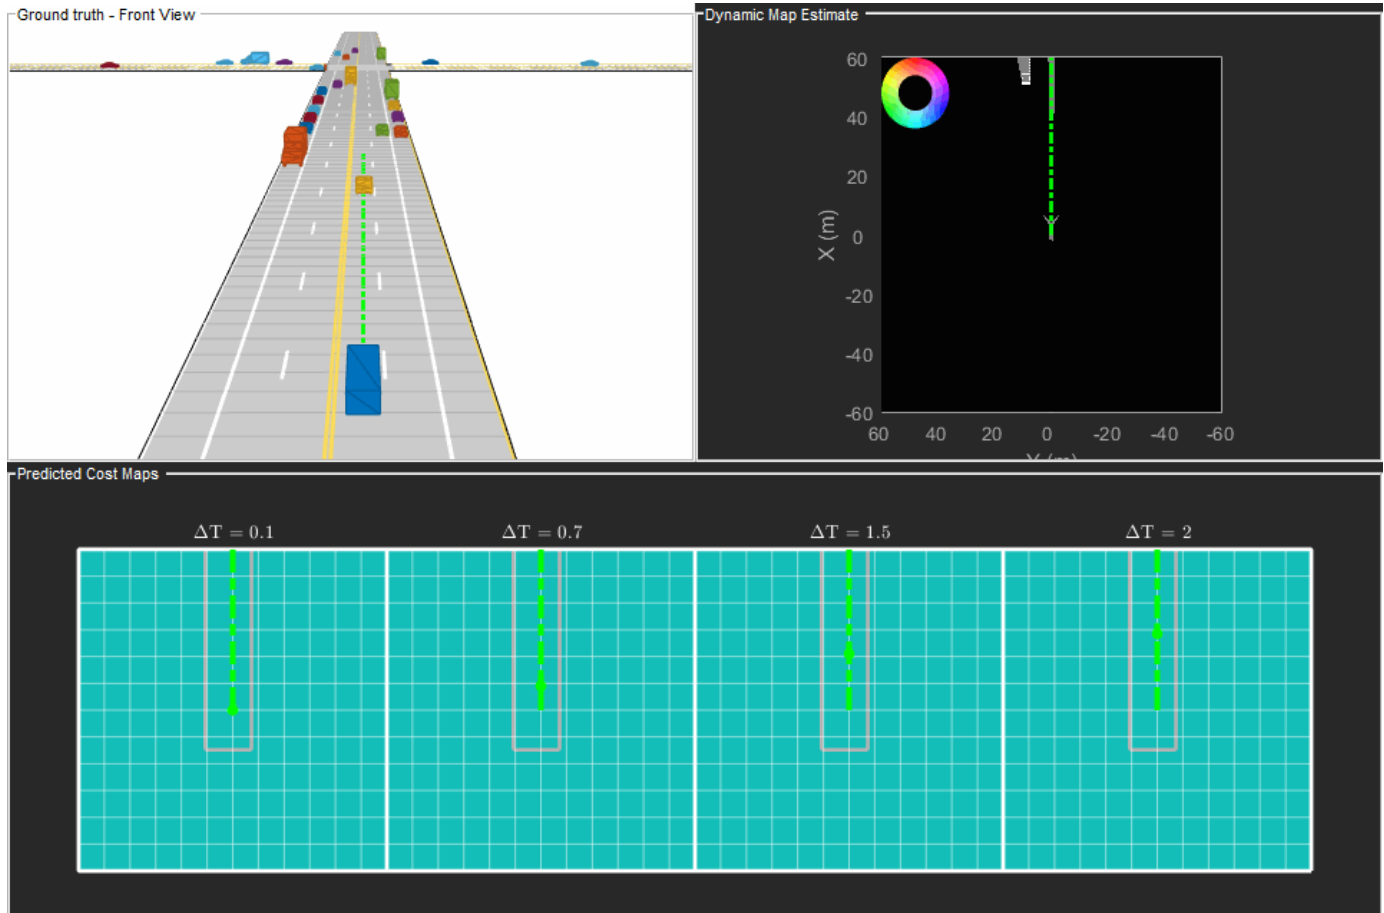 Ground truth - Front View
Dynamic Map Estimate
60
40
20
0
-20
-40
-60
X (m)
60 40 20 0 -20 -40 -60
Y (m)
Predicted Cost Maps
ΔT = 0.1 ΔT = 0.7 ΔT = 1.5 ΔT = 2